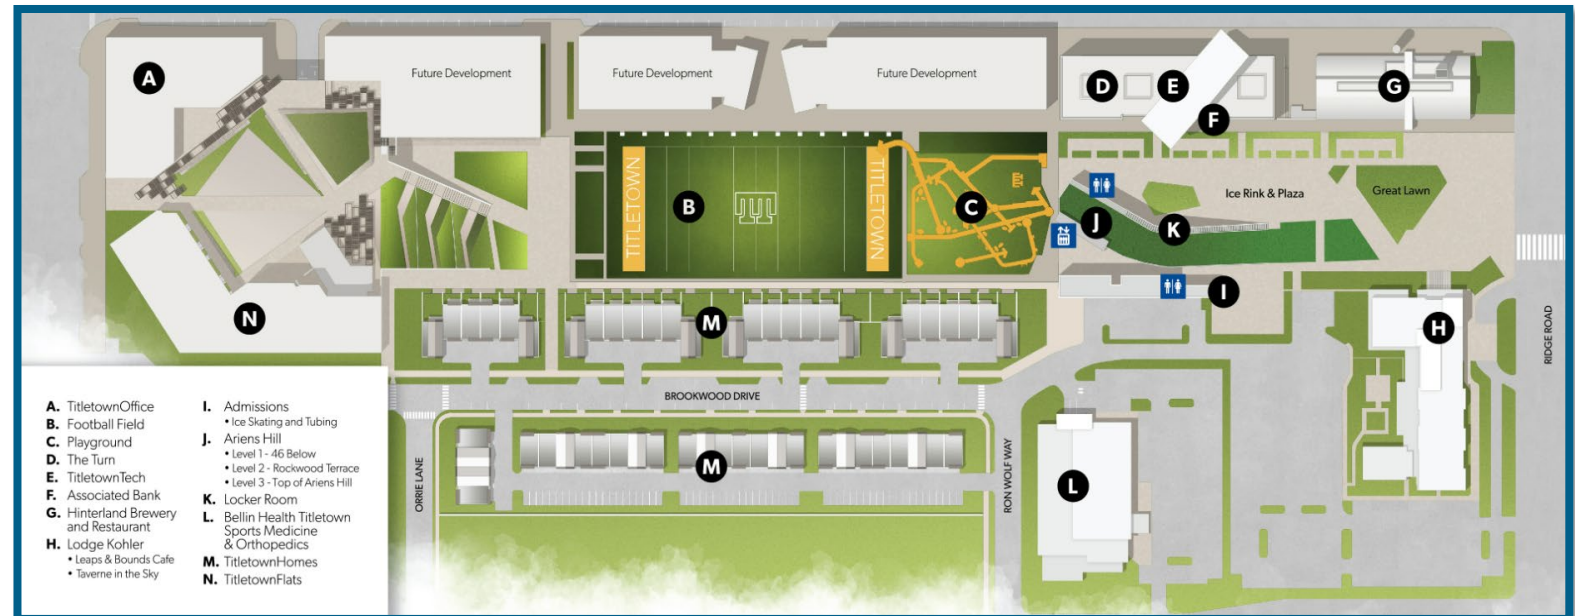 A
Future Development
Future Development
Future Development
D
E
F
G
TITLETOWN
B
TITLETOWN
C
J
K
Ice Rink & Plaza
Great Lawn
I
N
M
H
RIDGE ROAD
BROOKWOOD DRIVE
ORRIE LANE
M
RON WOLF WAY
L
A. TitletownOffice
B. Football Field
C. Playground
D. The Turn
E. TitletownTech
F. Associated Bank
G. Hinterland Brewery
and Restaurant
H. Lodge Kohler
• Leaps & Bounds Cafe
• Taverne in the Sky
I. Admissions
• Ice Skating and Tubing
J. Ariens Hill
• Level 1 - 46 Below
• Level 2 - Rockwood Terrace
• Level 3 - Top of Ariens Hill
K. Locker Room
L. Bellin Health Titletown
Sports Medicine
& Orthopedics
M. TitletownHomes
N. TitletownFlats